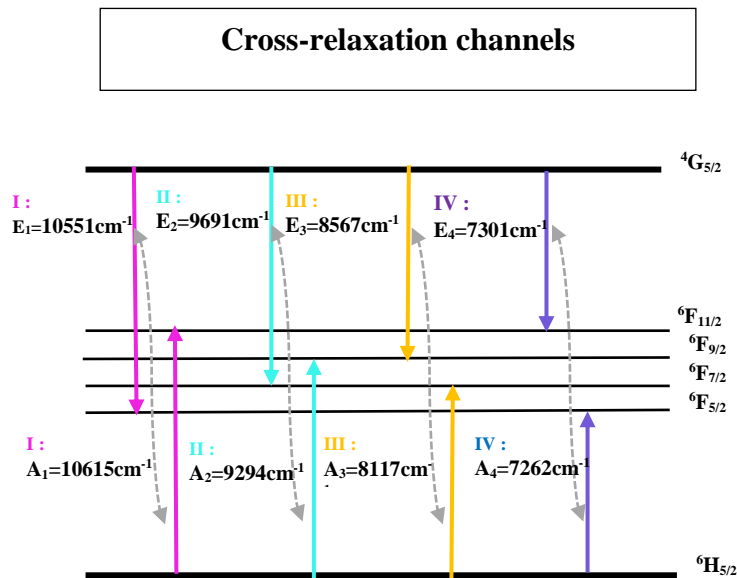 Cross-relaxation channels
⁴G₅/₂
I :
E₁=10551cm⁻¹
II :
E₂=9691cm⁻¹
III :
E₃=8567cm⁻¹
IV :
E₄=7301cm⁻¹
⁶F₁₁/₂
⁶F₉/₂
⁶F₇/₂
⁶F₅/₂
I :
A₁=10615cm⁻¹
II :
A₂=9294cm⁻¹
III :
A₃=8117cm⁻
¹
IV :
A₄=7262cm⁻¹
⁶H₅/₂